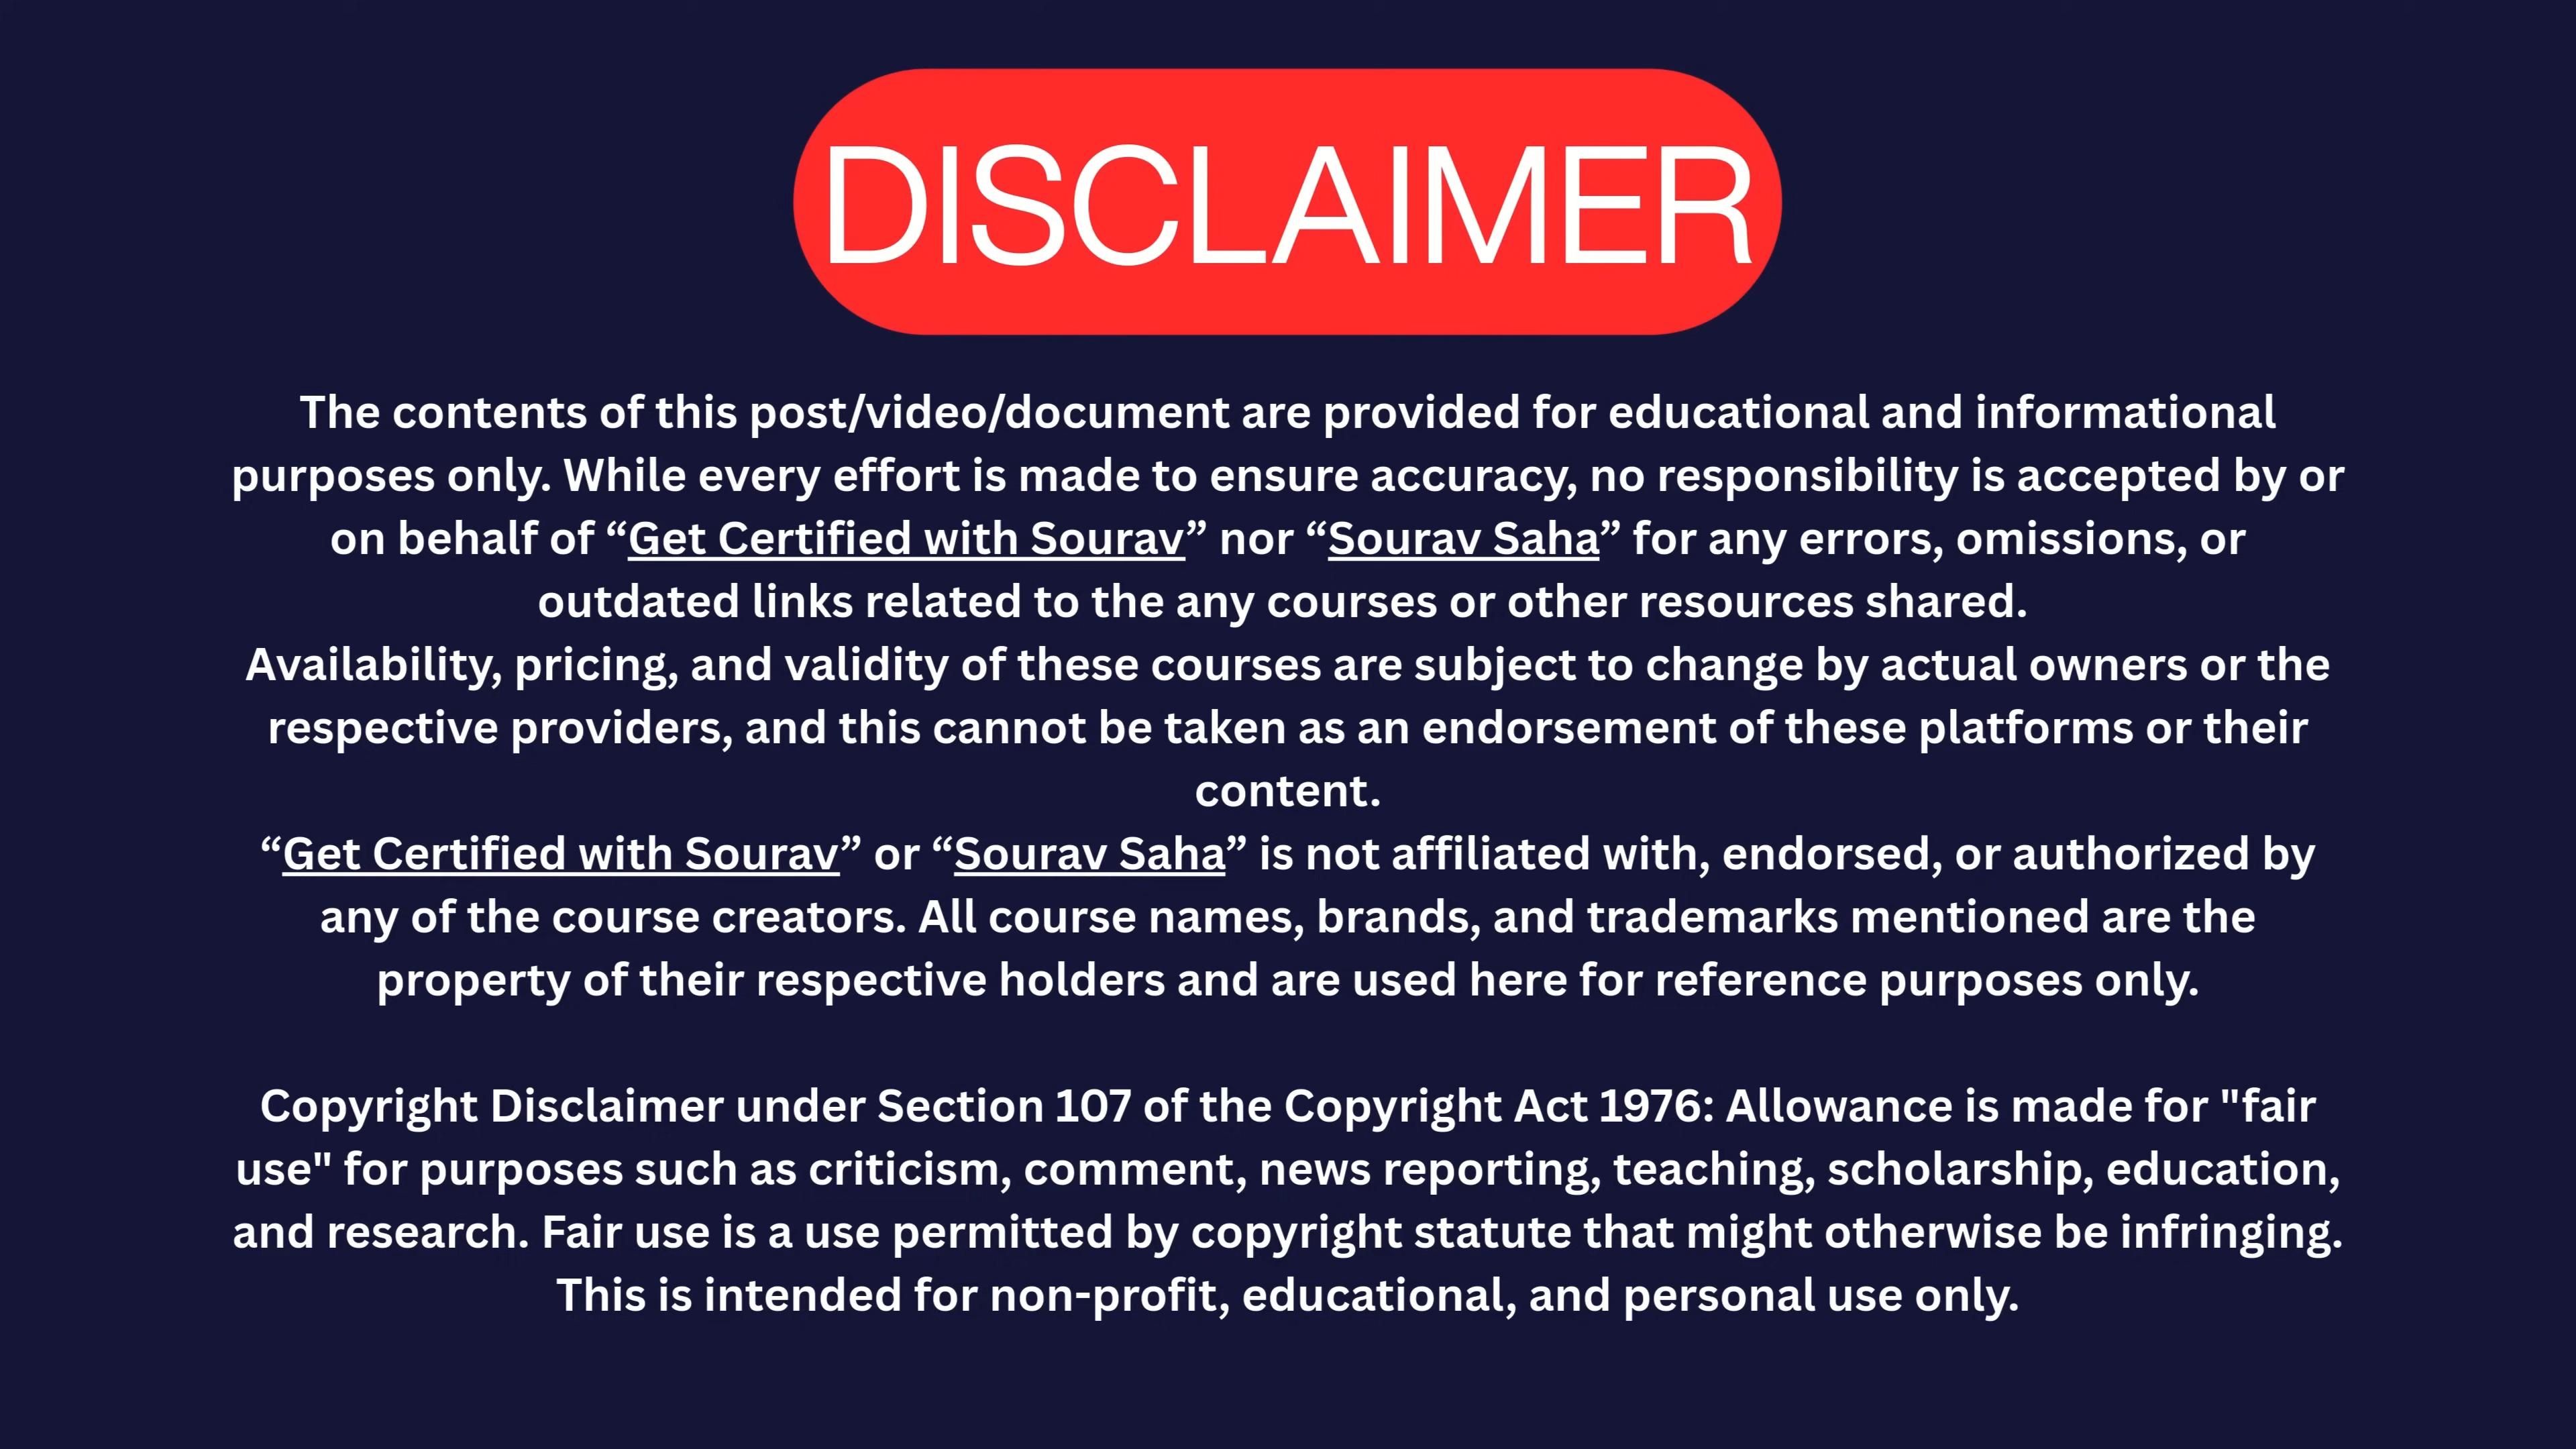 DISCLAIMER
The contents of this post/video/document are provided for educational and informational
purposes only. While every effort is made to ensure accuracy, no responsibility is accepted by or
on behalf of “Get Certified with Sourav” nor “Sourav Saha” for any errors, omissions, or
outdated links related to the any courses or other resources shared.
Availability, pricing, and validity of these courses are subject to change by actual owners or the
respective providers, and this cannot be taken as an endorsement of these platforms or their
content.
“Get Certified with Sourav” or “Sourav Saha” is not affiliated with, endorsed, or authorized by
any of the course creators. All course names, brands, and trademarks mentioned are the
property of their respective holders and are used here for reference purposes only.
Copyright Disclaimer under Section 107 of the Copyright Act 1976: Allowance is made for "fair
use" for purposes such as criticism, comment, news reporting, teaching, scholarship, education,
and research. Fair use is a use permitted by copyright statute that might otherwise be infringing.
This is intended for non-profit, educational, and personal use only.